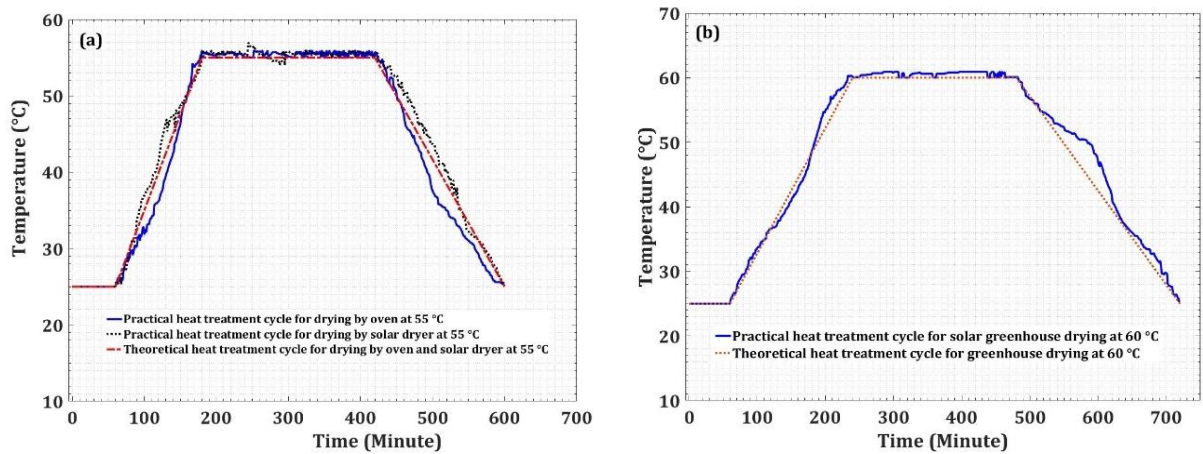 (a)
60
50
40
30
20
10
Temperature (°C)
Practical heat treatment cycle for drying by oven at 55 °C
Practical heat treatment cycle for drying by solar dryer at 55 °C
Theoretical heat treatment cycle for drying by oven and solar dryer at 55 °C
0 100 200 300 400 500 600 700
Time (Minute)
(b)
70
60
50
40
30
20
10
Temperature (°C)
Practical heat treatment cycle for solar greenhouse drying at 60 °C
Theoretical heat treatment cycle for greenhouse drying at 60 °C
0 100 200 300 400 500 600 700
Time (Minute)